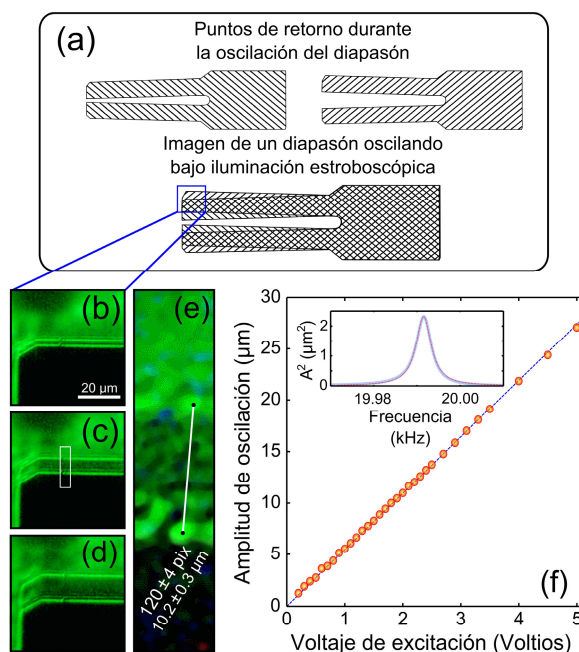 (a)
Puntos de retorno durante
la oscilación del diapasón
Imagen de un diapasón oscilando
bajo iluminación estroboscópica
(b)
20 µm
(c)
(d)
(e)
120±4 pix
10.2±0.3 µm
30
25
20
15
10
5
0
Amplitud de oscilación (µm)
0
1
2
3
4
5
Voltaje de excitación (Voltios)
2
1
0
A² (µm²)
19.98
20.00
Frecuencia
(kHz)
(f)